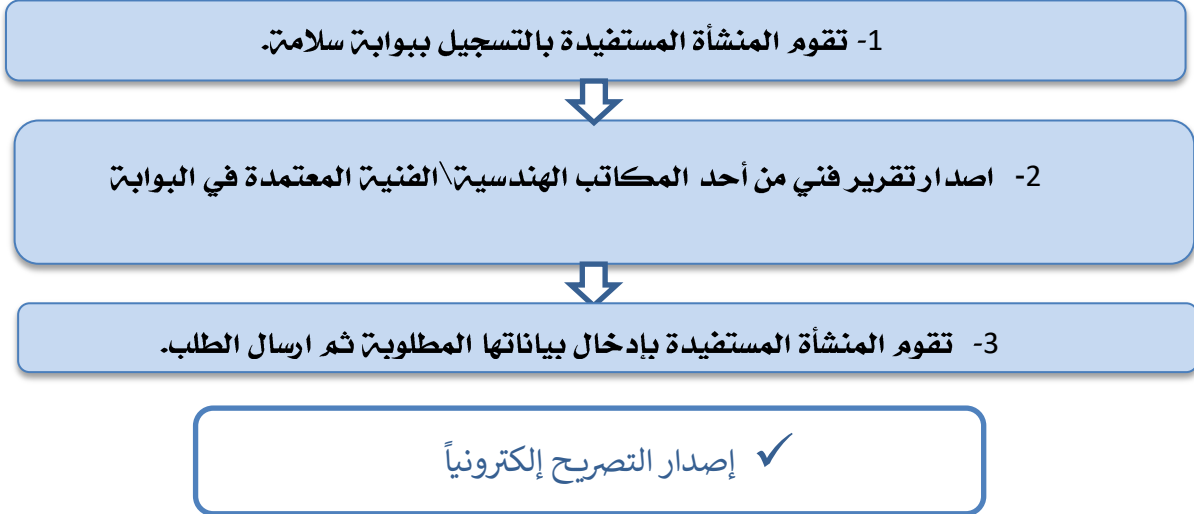 1- تقوم المنشأة المستفيدة بالتسجيل ببوابة سلامة.
2- اصدار تقرير فني من أحد المكاتب الهندسية\الفنية المعتمدة في البوابة
3- تقوم المنشأة المستفيدة بإدخال بياناتها المطلوبة ثم ارسال الطلب.
✓ إصدار التصريح إلكترونياً